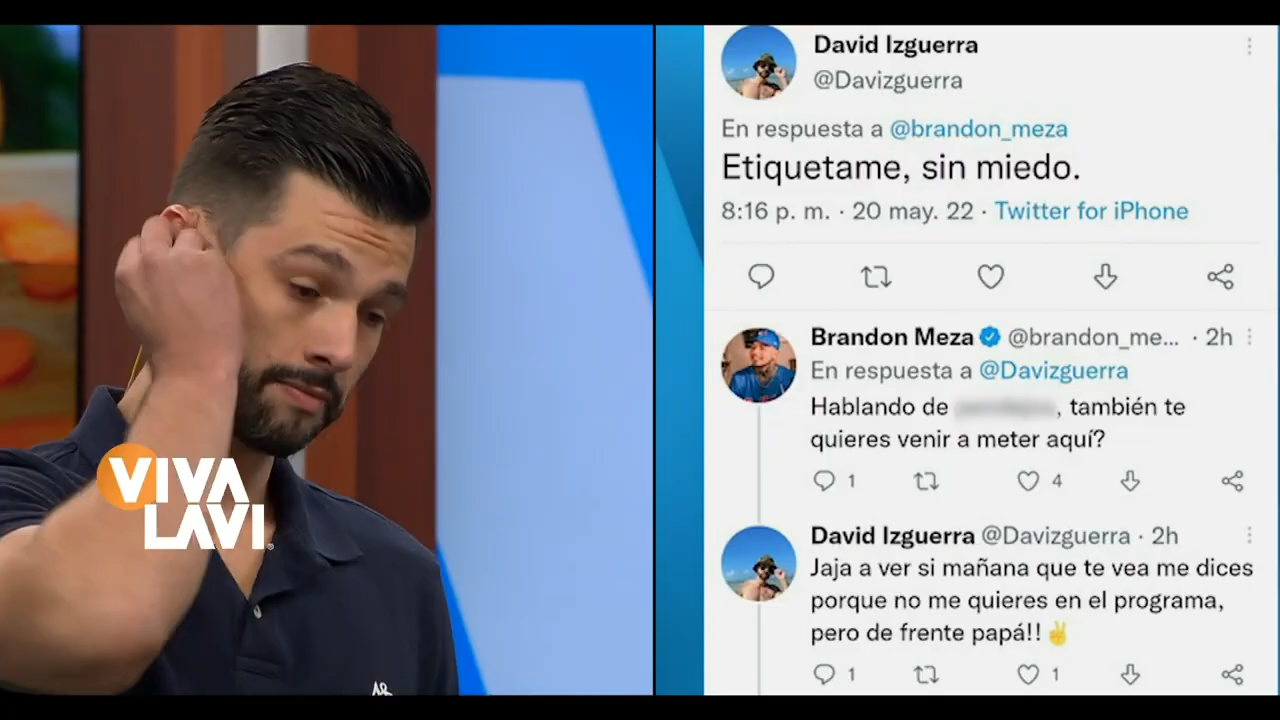 VIVA
LAVI
David Izguerra
@Davizguerra
En respuesta a @brandon_meza
Etiquetame, sin miedo.
8:16 p. m. · 20 may. 22 · Twitter for iPhone
Brandon Meza @brandon_me... · 2h
En respuesta a @Davizguerra
Hablando de , también te
quieres venir a meter aquí?
1 4
David Izguerra @Davizguerra · 2h
Jaja a ver si mañana que te vea me dices
porque no me quieres en el programa,
pero de frente papá!! ✌
1 1